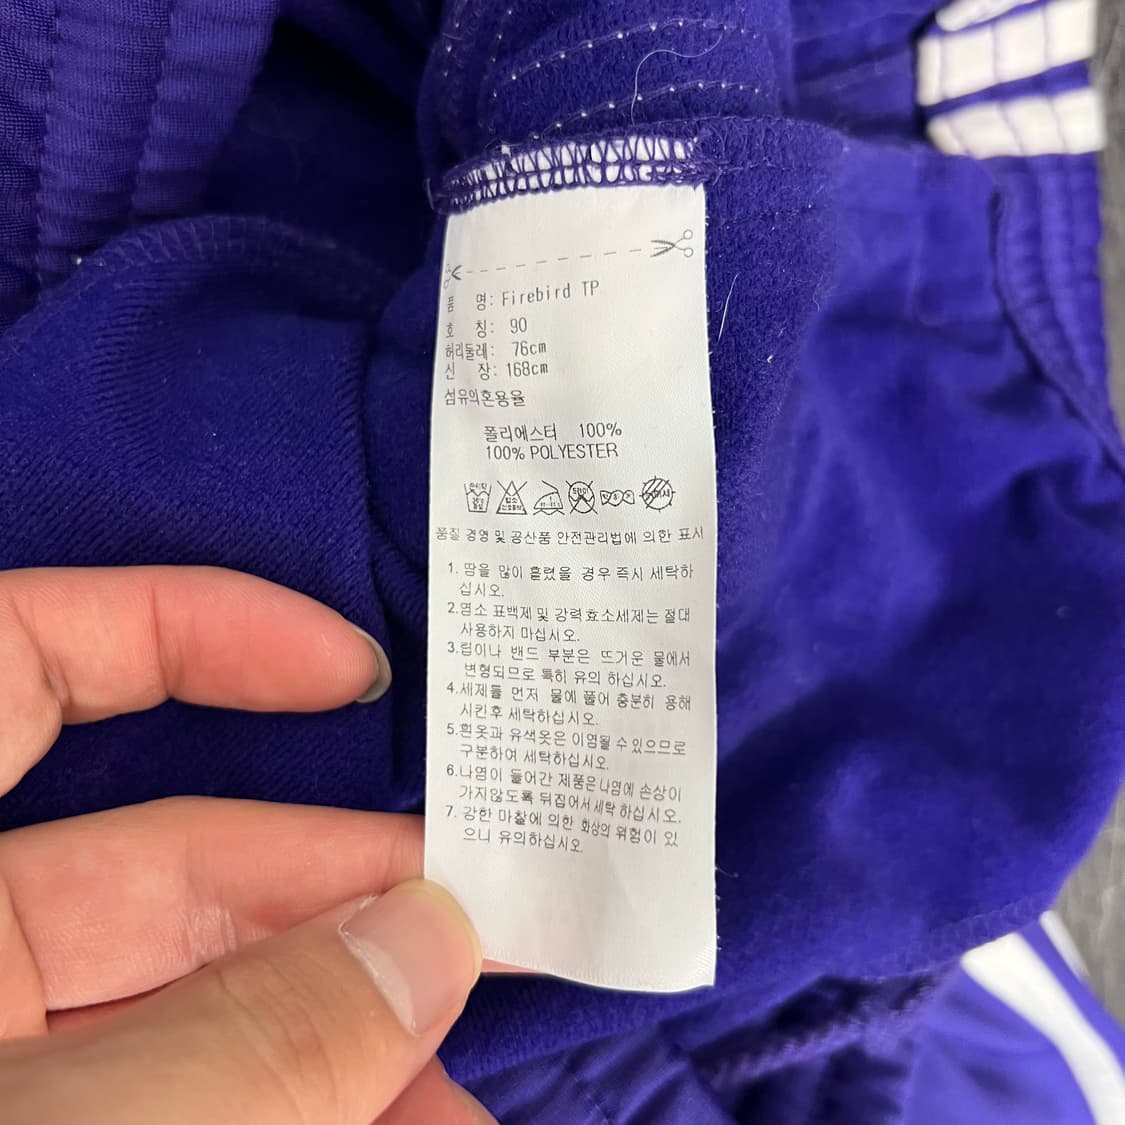 품 명: Firebird TP
호 칭: 90
허리둘레: 76cm
신 장: 168cm
섬유의혼용율
폴리에스터 100%
100% POLYESTER
품질 경영 및 공산품 안전관리법에 의한 표시
1. 땀을 많이 흘렸을 경우 즉시 세탁하
십시오.
2.염소 표백제 및 강력효소세제는 절대
사용하지 마십시오.
3.립이나 밴드 부분은 뜨거운 물에서
변형되므로 특히 유의 하십시오.
4.세제를 먼저 물에 풀어 충분히 용해
시킨후 세탁하십시오.
5.흰옷과 유색옷은 이염될 수 있으므로
구분하여 세탁하십시오.
6.나염이 들어간 제품은 나염에 손상이
가지않도록 뒤집어서 세탁 하십시오.
7. 강한 마찰에 의한 화상의 위험이 있
으니 유의하십시오.